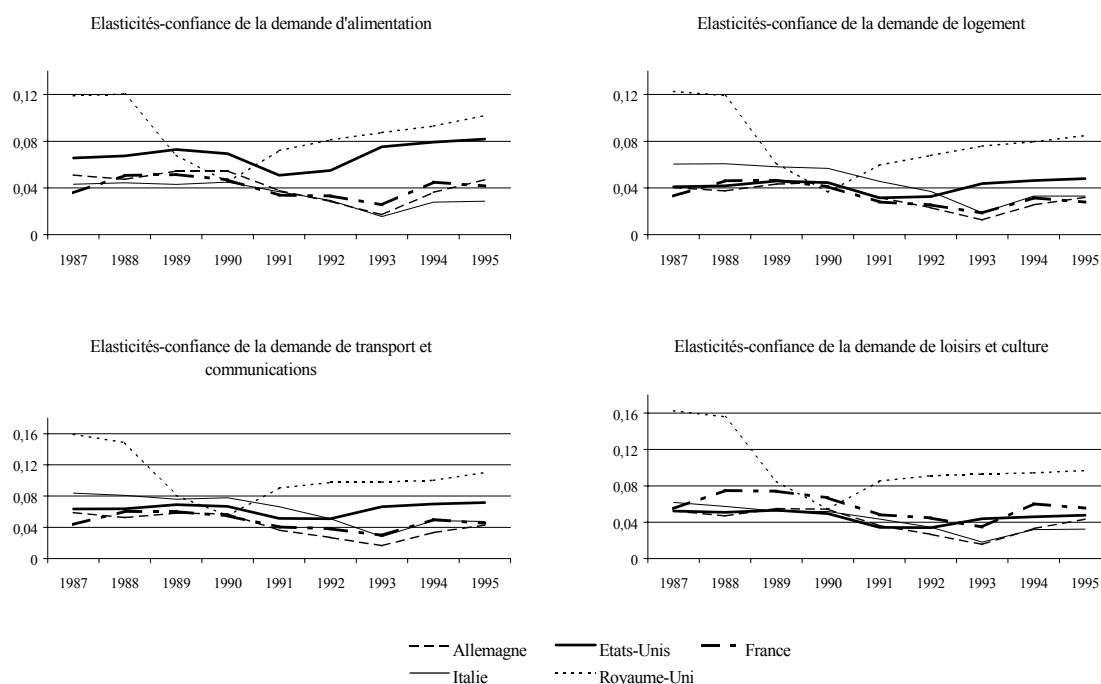 Elasticités-confiance de la demande d'alimentation
0,12
0,08
0,04
0
1987 1988 1989 1990 1991 1992 1993 1994 1995
Elasticités-confiance de la demande de logement
0,12
0,08
0,04
0
1987 1988 1989 1990 1991 1992 1993 1994 1995
Elasticités-confiance de la demande de transport et
communications
0,16
0,12
0,08
0,04
0
1987 1988 1989 1990 1991 1992 1993 1994 1995
Elasticités-confiance de la demande de loisirs et culture
0,16
0,12
0,08
0,04
0
1987 1988 1989 1990 1991 1992 1993 1994 1995
Allemagne Etats-Unis France
Italie Royaume-Uni